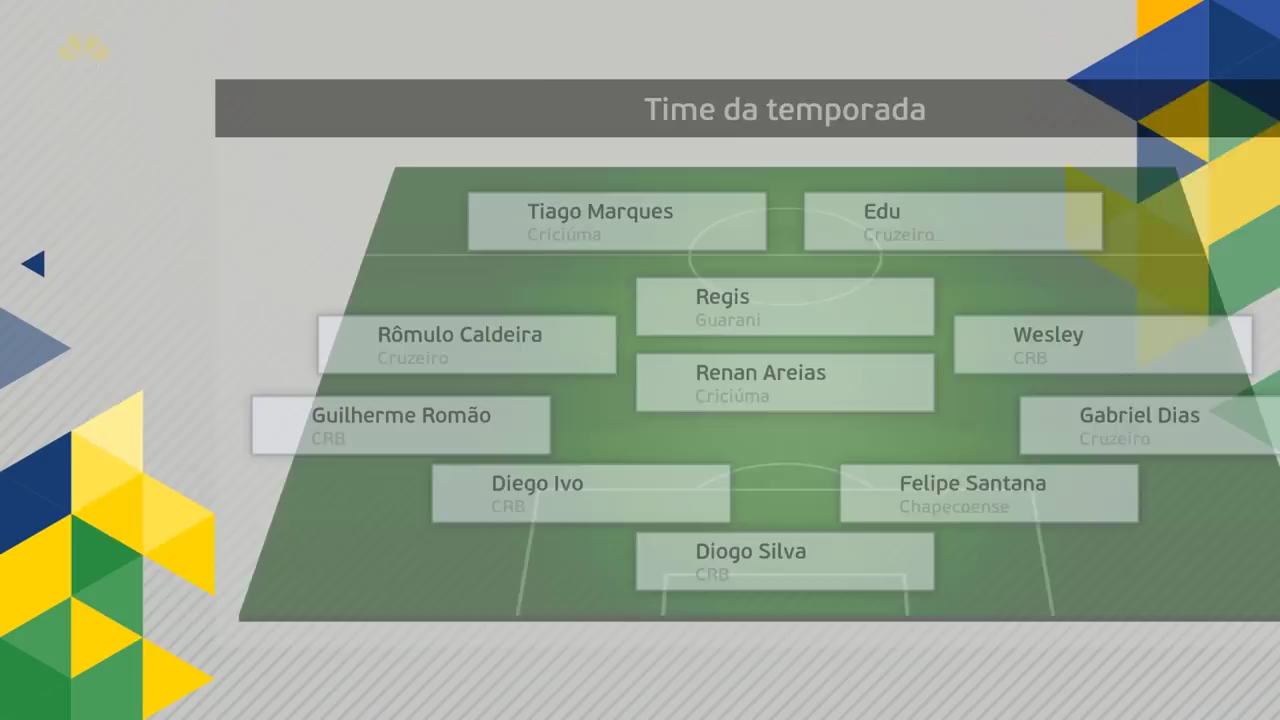 Time da temporada
Tiago Marques
Criciúma
Edu
Cruzeiro
Regis
Guarani
Rômulo Caldeira
Cruzeiro
Wesley
CRB
Renan Areias
Criciúma
Guilherme Romão
CRB
Gabriel Dias
Cruzeiro
Diego Ivo
CRB
Felipe Santana
Chapecoense
Diogo Silva
CRB